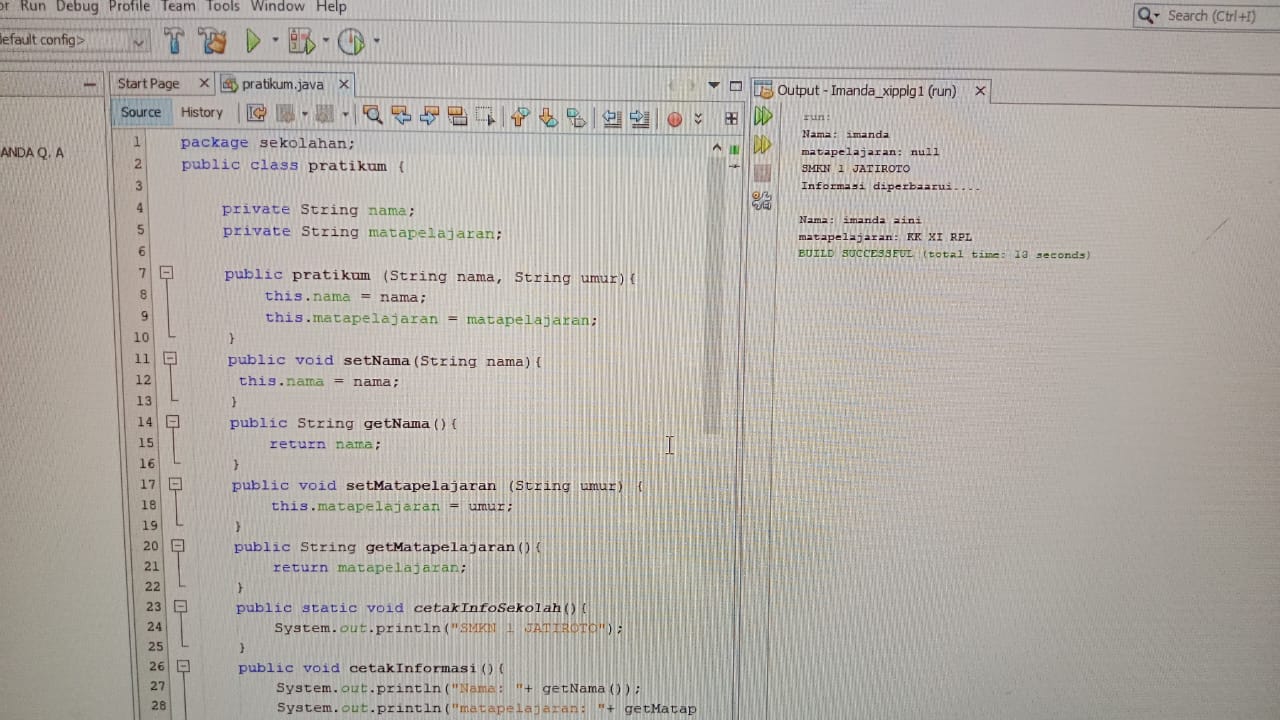 or Run Debug Profile Team Tools Window Help
Search (Ctrl+I)
default config>
Start Page
pratikum.java
Output - Imanda_xipplg1 (run)
Source History
ANDA Q. A
1 package sekolahan;
2 public class pratikum {
3
4 private String nama;
5 private String matapelajaran;
6
7 public pratikum (String nama, String umur){
8 this.nama = nama;
9 this.matapelajaran = matapelajaran;
10 }
11 public void setNama(String nama){
12 this.nama = nama;
13 }
14 public String getNama(){
15 return nama;
16 }
17 public void setMatapelajaran (String umur) {
18 this.matapelajaran = umur;
19 }
20 public String getMatapelajaran(){
21 return matapelajaran;
22 }
23 public static void cetakInfoSekolah(){
24 System.out.println("SMKN 1 JATIROTO");
25 }
26 public void cetakInformasi(){
27 System.out.println("Nama: "+ getNama());
28 System.out.println("matapelajaran: "+ getMatap
run:
Nama: imanda
matapelajaran: null
SMKN 1 JATIROTO
Informasi diperbaarui....
Nama: imanda aini
matapelajaran: KK XI RPL
BUILD SUCCESSFUL (total time: 13 seconds)